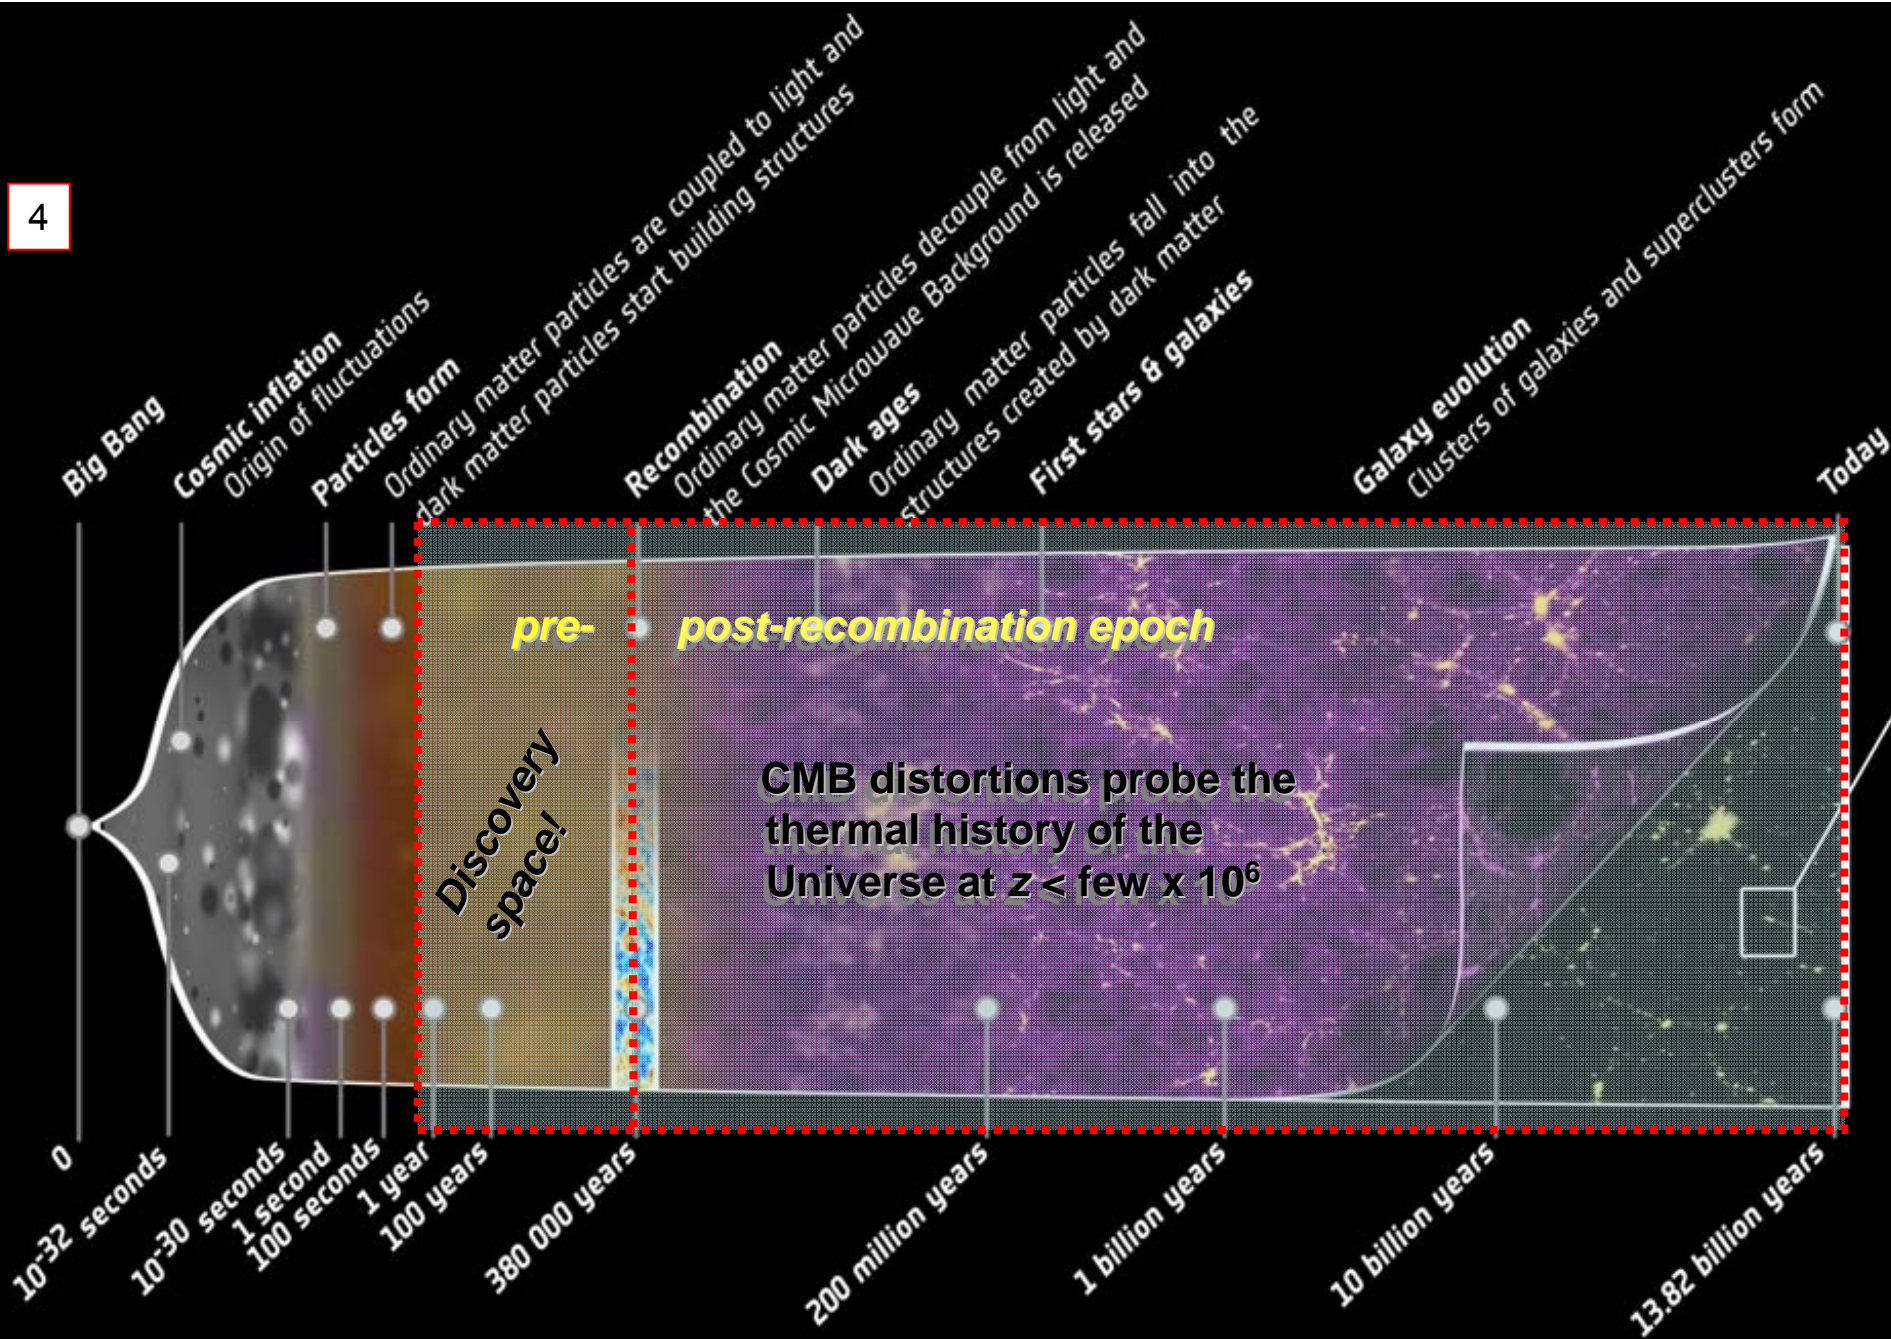 4
Big Bang
Cosmic inflation
Origin of fluctuations
Particles form
Ordinary matter particles are coupled to light and
dark matter particles start building structures
Recombination
Ordinary matter particles decouple from light and
the Cosmic Microwave Background is released
Dark ages
Ordinary matter particles fall into the
structures created by dark matter
First stars & galaxies
Galaxy evolution
Clusters of galaxies and superclusters form
Today
pre-
post-recombination epoch
Discovery
space!
CMB distortions probe the
thermal history of the
Universe at z < few x 10⁶
0
10-32 seconds
10-30 seconds
1 second
100 seconds
1 year
100 years
380 000 years
200 million years
1 billion years
10 billion years
13.82 billion years